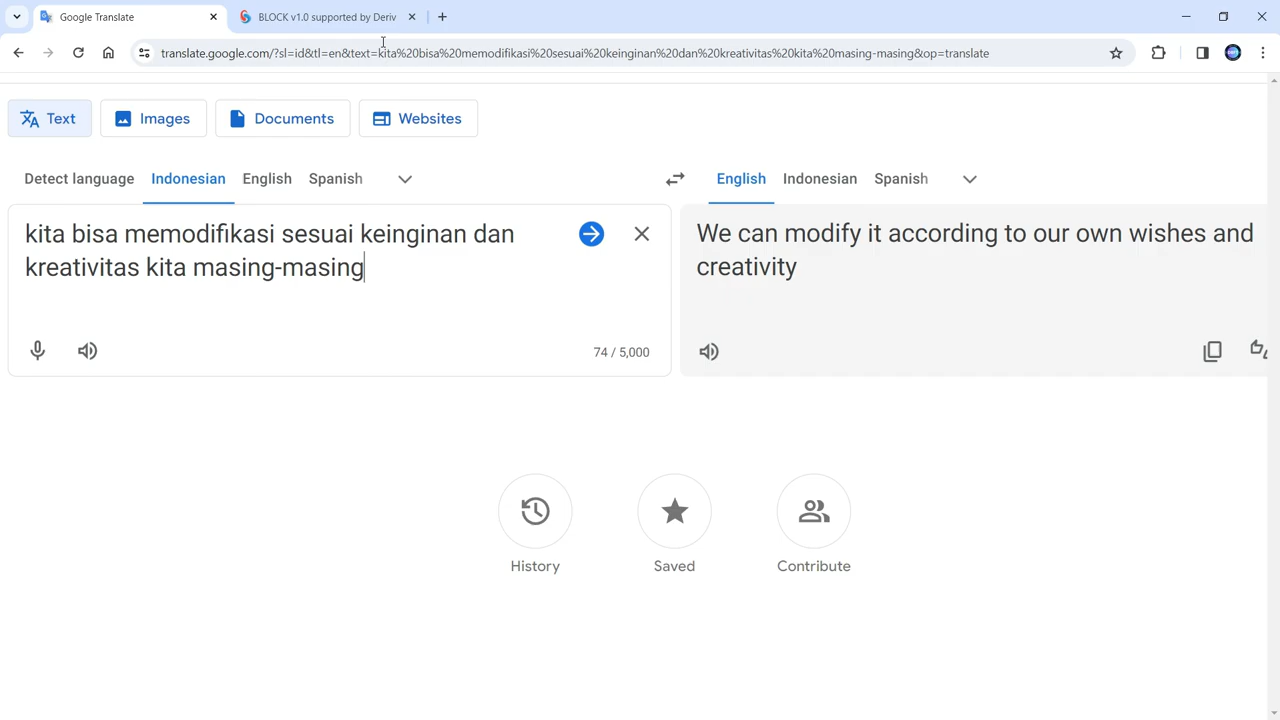 Google Translate
BLOCK v1.0 supported by Deriv
translate.google.com/?sl=id&tl=en&text=kita%20bisa%20memodifikasi%20sesuai%20keinginan%20dan%20kreativitas%20kita%20masing-masing&op=translate
Text Images Documents Websites
Detect language Indonesian English Spanish
English Indonesian Spanish
kita bisa memodifikasi sesuai keinginan dan
kreativitas kita masing-masing
74 / 5,000
We can modify it according to our own wishes and
creativity
History Saved Contribute